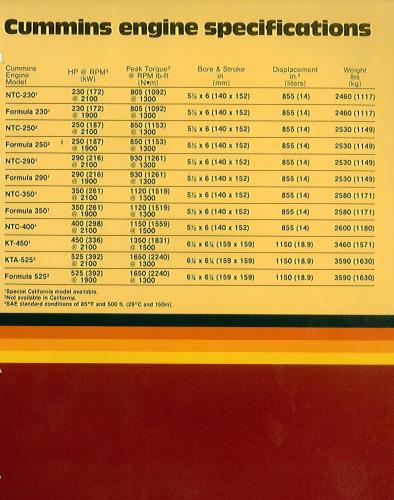 Cummins engine specifications
Cummins Engine Model HP @ RPM³ (kW) Peak Torque³ @ RPM lb-ft (N•m) Bore & Stroke in. (mm) Displacement in.³ (liters) Weight lbs (kg)
NTC-230¹ 230 (172) @ 2100 805 (1092) @ 1300 5½ x 6 (140 x 152) 855 (14) 2460 (1117)
Formula 230¹ 230 (172) @ 1900 805 (1092) @ 1300 5½ x 6 (140 x 152) 855 (14) 2460 (1117)
NTC-250² 250 (187) @ 2100 850 (1153) @ 1300 5½ x 6 (140 x 152) 855 (14) 2530 (1149)
Formula 250² 250 (187) @ 1900 850 (1153) @ 1300 5½ x 6 (140 x 152) 855 (14) 2530 (1149)
NTC-290¹ 290 (216) @ 2100 930 (1261) @ 1300 5½ x 6 (140 x 152) 855 (14) 2530 (1149)
Formula 290¹ 290 (216) @ 1900 930 (1261) @ 1300 5½ x 6 (140 x 152) 855 (14) 2530 (1149)
NTC-350¹ 350 (261) @ 2100 1120 (1519) @ 1300 5½ x 6 (140 x 152) 855 (14) 2580 (1171)
Formula 350¹ 350 (261) @ 1900 1120 (1519) @ 1300 5½ x 6 (140 x 152) 855 (14) 2580 (1171)
NTC-400¹ 400 (298) @ 2100 1150 (1559) @ 1500 5½ x 6 (140 x 152) 855 (14) 2600 (1180)
KT-450¹ 450 (336) @ 2100 1350 (1831) @ 1500 6¼ x 6¼ (159 x 159) 1150 (18.9) 3460 (1571)
KTA-525² 525 (392) @ 2100 1650 (2240) @ 1300 6¼ x 6¼ (159 x 159) 1150 (18.9) 3590 (1630)
Formula 525² 525 (392) @ 1900 1650 (2240) @ 1300 6¼ x 6¼ (159 x 159) 1150 (18.9) 3590 (1630)
¹Special California model available.
²Not available in California.
³SAE standard conditions of 85°F and 500 ft. (29°C and 150m).